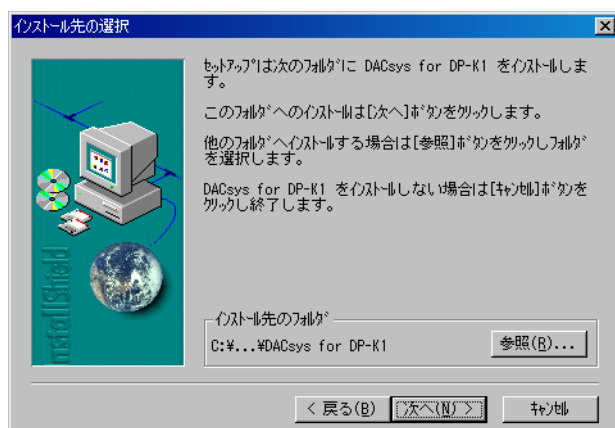 インストール先の選択
ｾｯﾄｱｯﾌﾟは次のﾌｫﾙﾀﾞに DACsys for DP-K1 をｲﾝｽﾄｰﾙしま
す。
このﾌｫﾙﾀﾞへのｲﾝｽﾄｰﾙは[次へ]ﾎﾞﾀﾝをｸﾘｯｸします。
他のﾌｫﾙﾀﾞへｲﾝｽﾄｰﾙする場合は[参照]ﾎﾞﾀﾝをｸﾘｯｸしﾌｫﾙﾀﾞ
を選択します。
DACsys for DP-K1 をｲﾝｽﾄｰﾙしない場合は[ｷｬﾝｾﾙ]ﾎﾞﾀﾝを
ｸﾘｯｸし終了します。
InstallShield
ｲﾝｽﾄｰﾙ先のﾌｫﾙﾀﾞ
C:¥...¥DACsys for DP-K1
参照(R)...
< 戻る(B)
次へ(N) >
ｷｬﾝｾﾙ